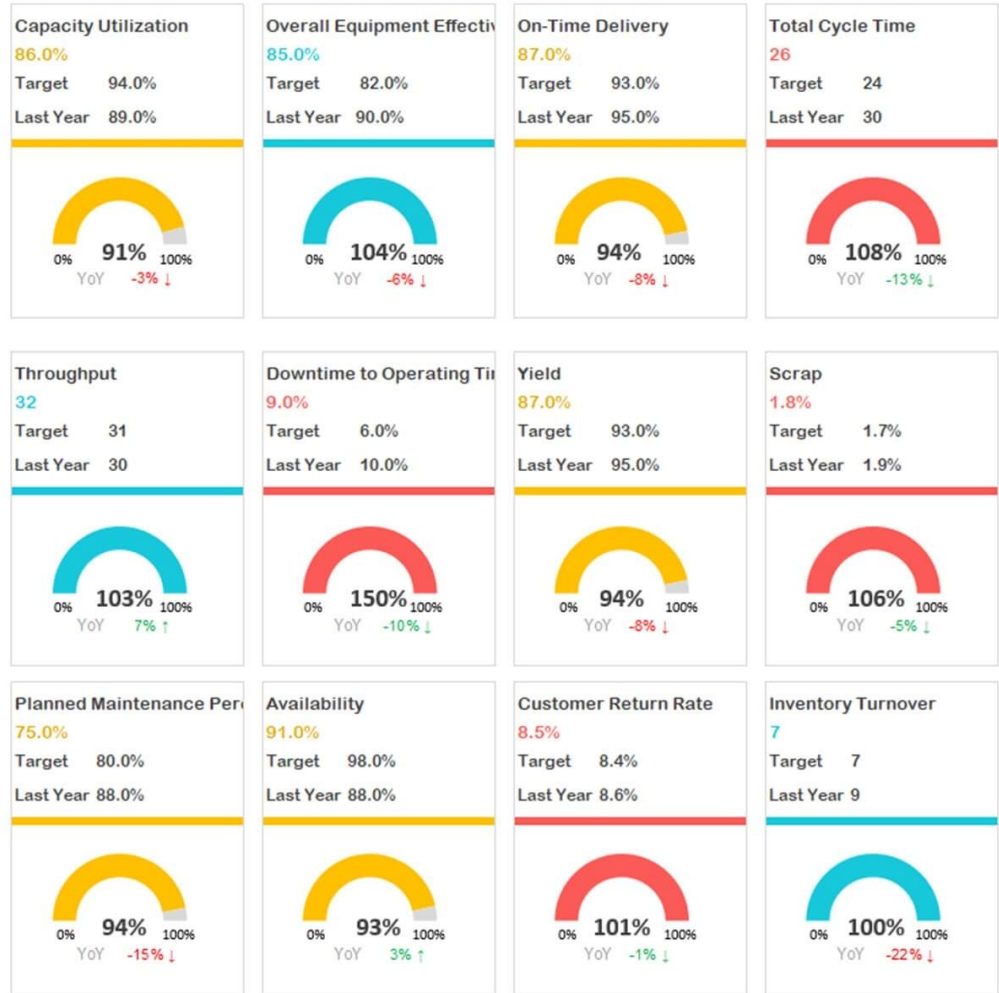 Capacity Utilization
86.0%
Target 94.0%
Last Year 89.0%
91%
0% 100%
YoY -3% ↓
Overall Equipment Effectiv
85.0%
Target 82.0%
Last Year 90.0%
104%
0% 100%
YoY -6% ↓
On-Time Delivery
87.0%
Target 93.0%
Last Year 95.0%
94%
0% 100%
YoY -8% ↓
Total Cycle Time
26
Target 24
Last Year 30
108%
0% 100%
YoY -13% ↓
Throughput
32
Target 31
Last Year 30
103%
0% 100%
YoY 7% ↑
Downtime to Operating Ti
9.0%
Target 6.0%
Last Year 10.0%
150%
0% 100%
YoY -10% ↓
Yield
87.0%
Target 93.0%
Last Year 95.0%
94%
0% 100%
YoY -8% ↓
Scrap
1.8%
Target 1.7%
Last Year 1.9%
106%
0% 100%
YoY -5% ↓
Planned Maintenance Per
75.0%
Target 80.0%
Last Year 88.0%
94%
0% 100%
YoY -15% ↓
Availability
91.0%
Target 98.0%
Last Year 88.0%
93%
0% 100%
YoY 3% ↑
Customer Return Rate
8.5%
Target 8.4%
Last Year 8.6%
101%
0% 100%
YoY -1% ↓
Inventory Turnover
7
Target 7
Last Year 9
100%
0% 100%
YoY -22% ↓